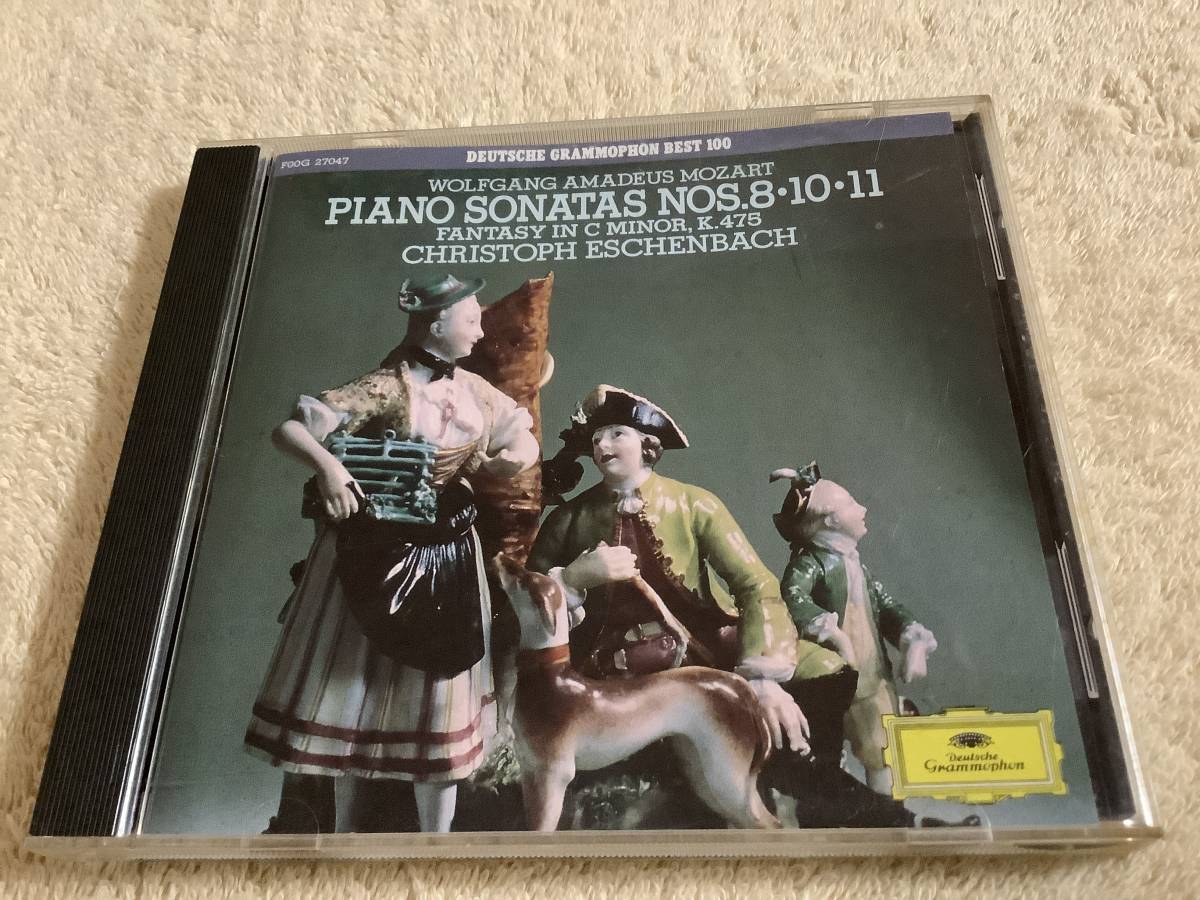 F00G 27047
DEUTSCHE GRAMMOPHON BEST 100
WOLFGANG AMADEUS MOZART
PIANO SONATAS NOS.8•10•11
FANTASY IN C MINOR, K.475
CHRISTOPH ESCHENBACH
Deutsche
Grammophon